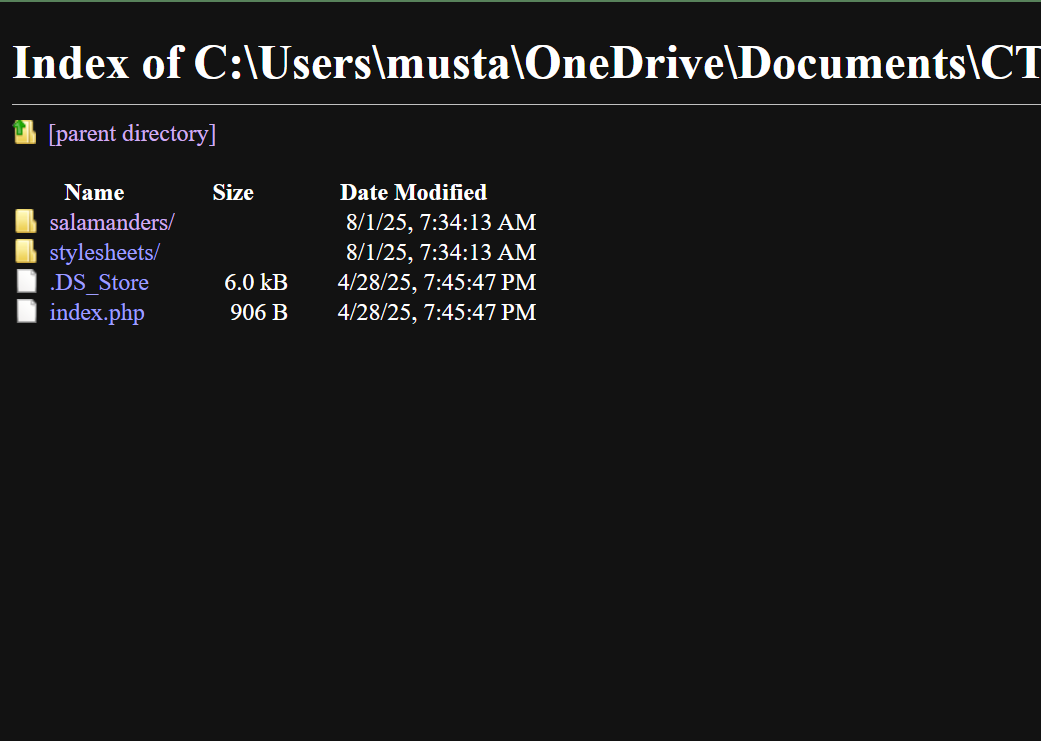 Index of C:\Users\musta\OneDrive\Documents\CT
[parent directory]
Name Size Date Modified
salamanders/ 8/1/25, 7:34:13 AM
stylesheets/ 8/1/25, 7:34:13 AM
.DS_Store 6.0 kB 4/28/25, 7:45:47 PM
index.php 906 B 4/28/25, 7:45:47 PM